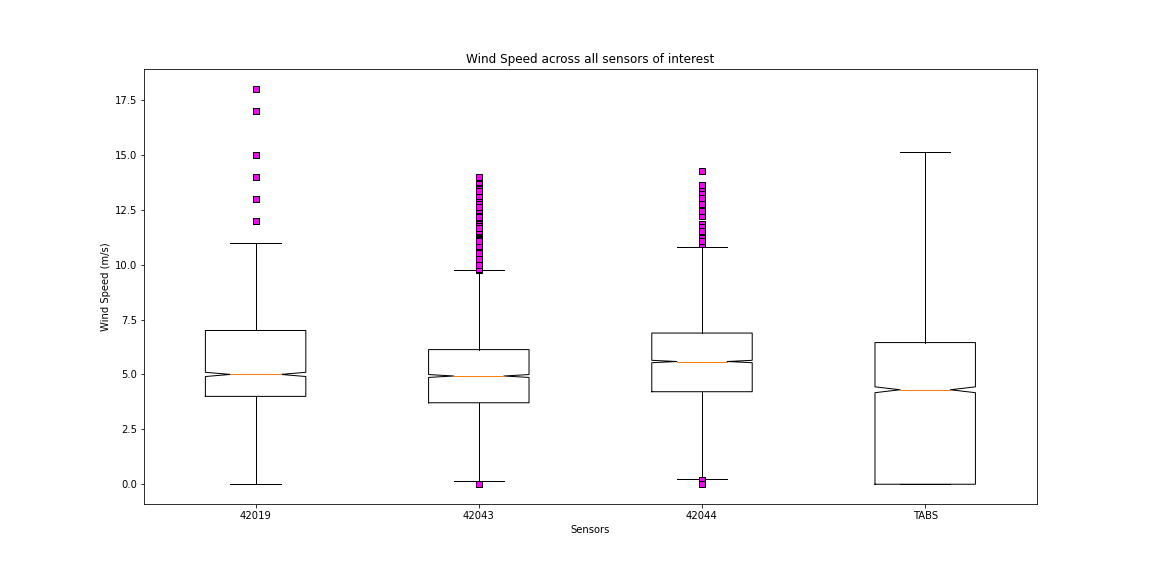 Wind Speed across all sensors of interest
17.5
15.0
12.5
10.0
7.5
5.0
2.5
0.0
Wind Speed (m/s)
42019
42043
42044
TABS
Sensors